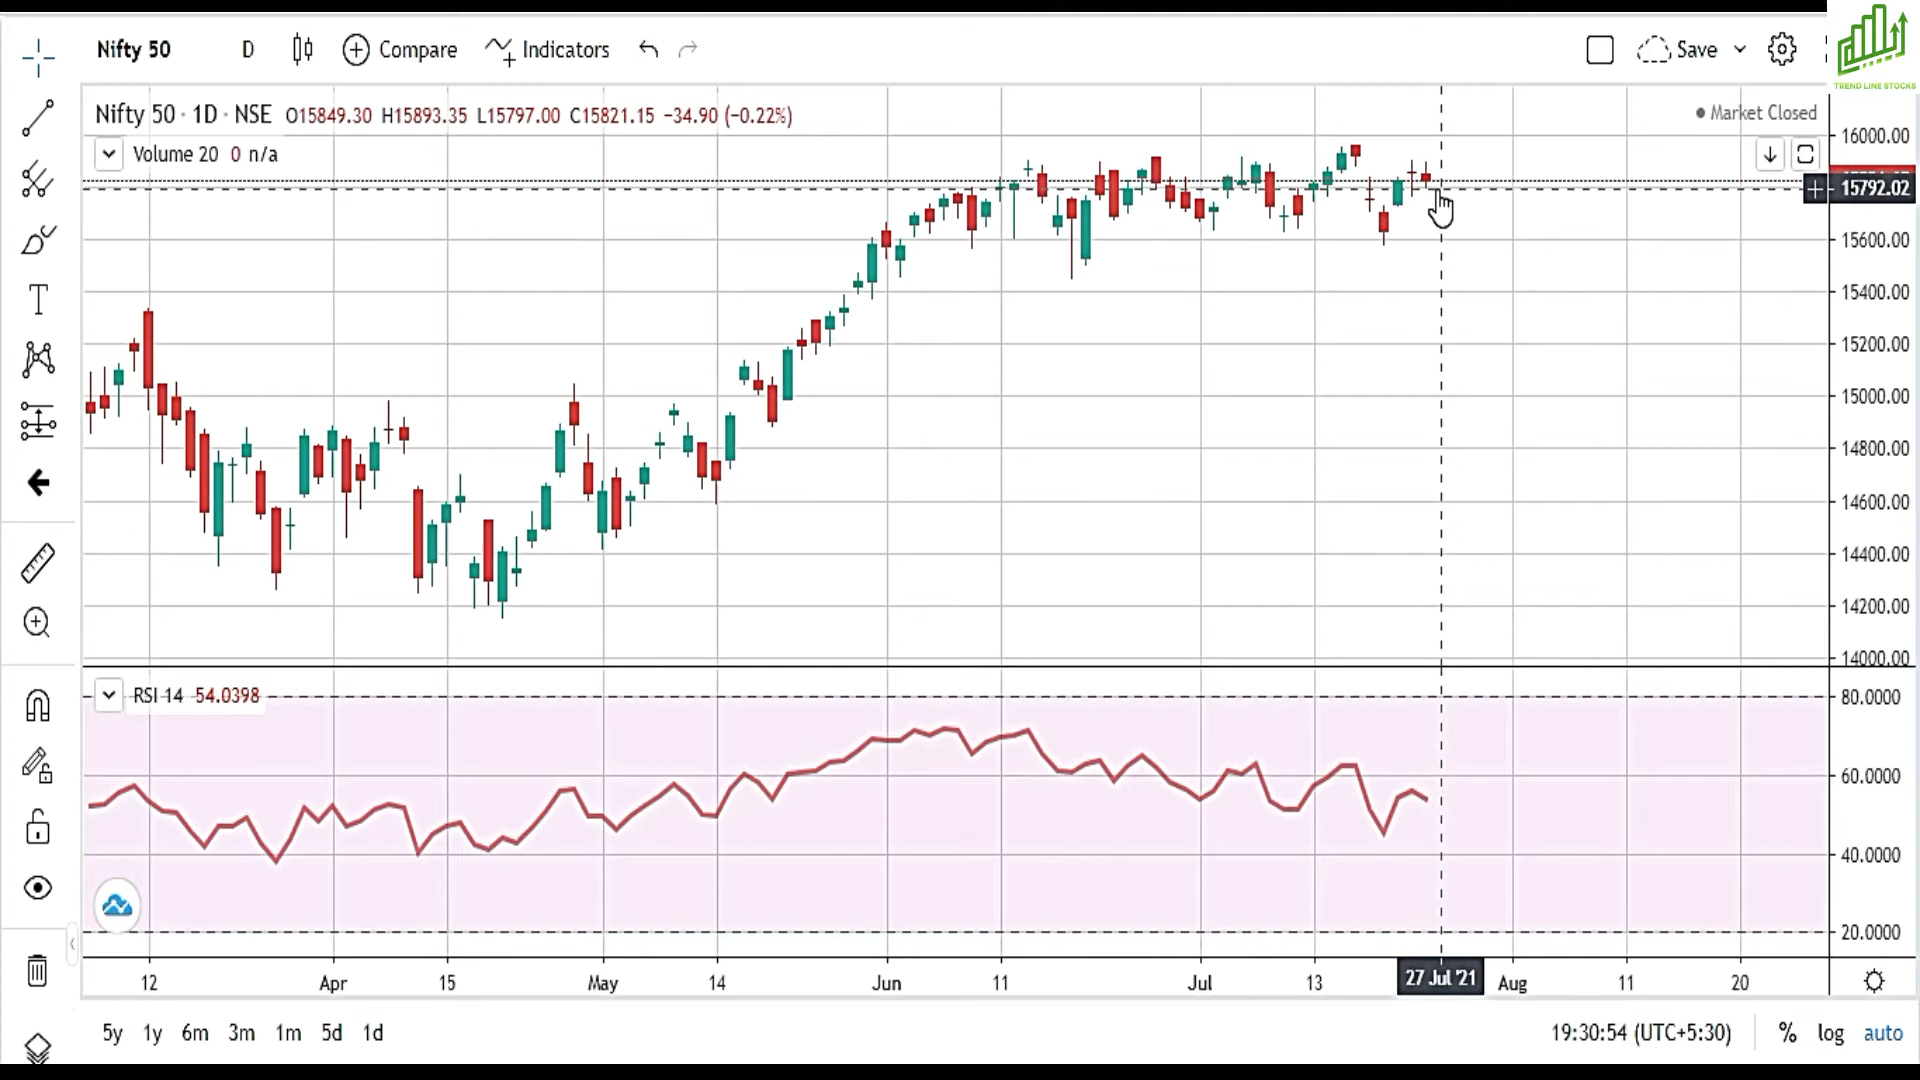 Nifty 50 D Compare Indicators Save
TREND LINE STOCKS
Nifty 50 · 1D · NSE O15849.30 H15893.35 L15797.00 C15821.15 −34.90 (−0.22%) Market Closed
Volume 20 0 n/a
16000.00
15792.02
15600.00
15400.00
15200.00
15000.00
14800.00
14600.00
14400.00
14200.00
14000.00
RSI 14 54.0398
80.0000
60.0000
40.0000
20.0000
12 Apr 15 May 14 Jun 11 Jul 13 27 Jul '21 Aug 11 20
5y 1y 6m 3m 1m 5d 1d 19:30:54 (UTC+5:30) % log auto